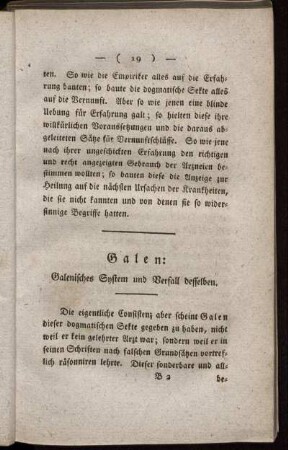 — ( 19 ) —
ten. So wie die Empiriker alles auf die Erfah-
rung bauten; so baute die dogmatische Sekte alles
auf die Vernunft. Aber so wie jenen eine blinde
Uebung für Erfahrung galt; so hielten diese ihre
willkürlichen Voraussetzungen und die daraus ab-
geleiteten Sätze für Vernunftschlüsse. So wie jene
nach ihrer ungeschickten Erfahrung den richtigen
und recht angezeigten Gebrauch der Arzneien be-
stimmen wollten; so bauten diese die Anzeige zur
Heilung auf die nächsten Ursachen der Krankheiten,
die sie nicht kannten und von denen sie so wider-
sinnige Begriffe hatten.
Galen:
Galenisches System und Verfall desselben.
Die eigentliche Consistenz aber scheint Galen
dieser dogmatischen Sekte gegeben zu haben, nicht
weil er kein gelehrter Arzt war; sondern weil er in
seinen Schriften nach falschen Grundsätzen vortref-
lich räsonniren lehrte. Dieser sonderbare und all-
B 2 be-